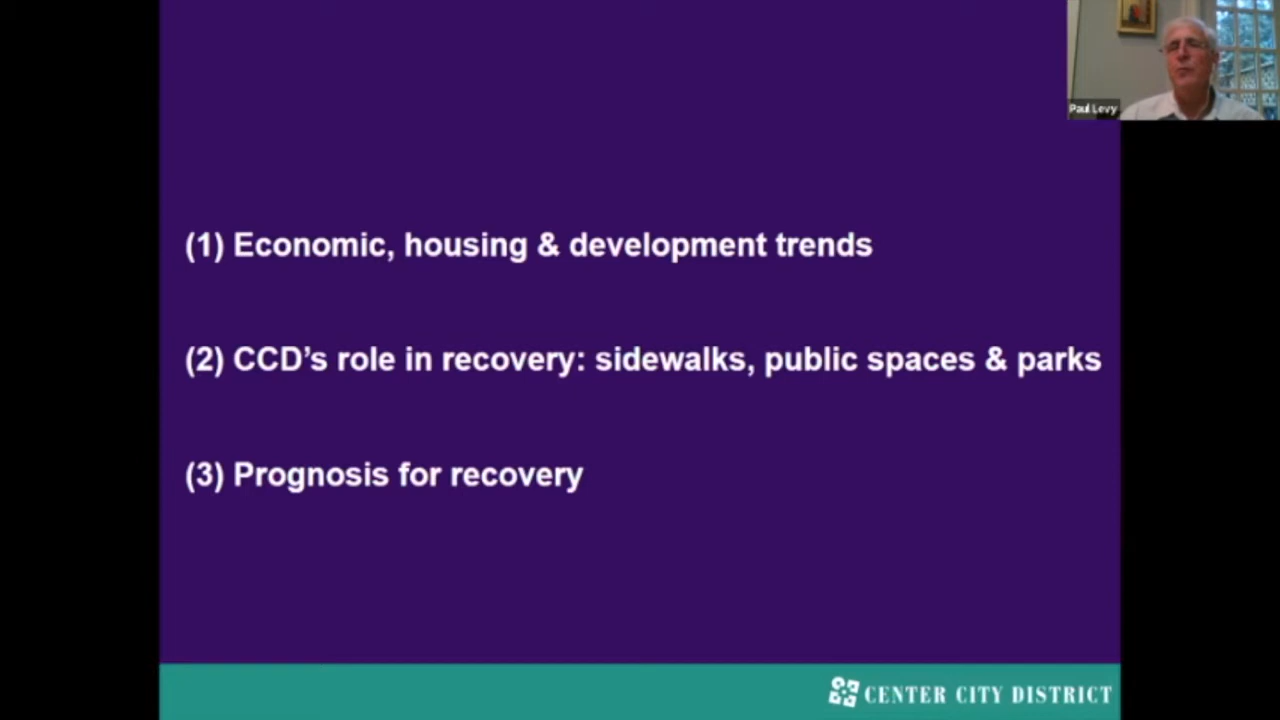 Paul Levy
(1) Economic, housing & development trends
(2) CCD’s role in recovery: sidewalks, public spaces & parks
(3) Prognosis for recovery
CENTER CITY DISTRICT